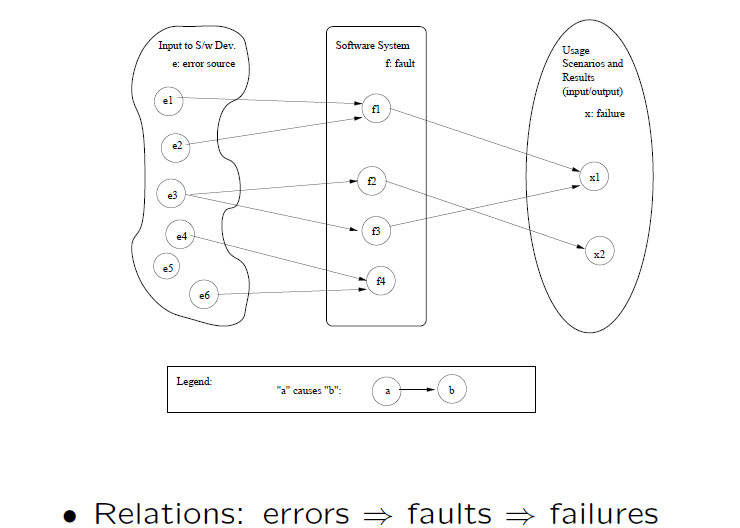 Input to S/w Dev.
e: error source
e1
e2
e3
e4
e5
e6
Software System
f: fault
f1
f2
f3
f4
Usage
Scenarios and
Results
(input/output)
x: failure
x1
x2
Legend:
"a" causes "b":
a
b
• Relations: errors ⇒ faults ⇒ failures